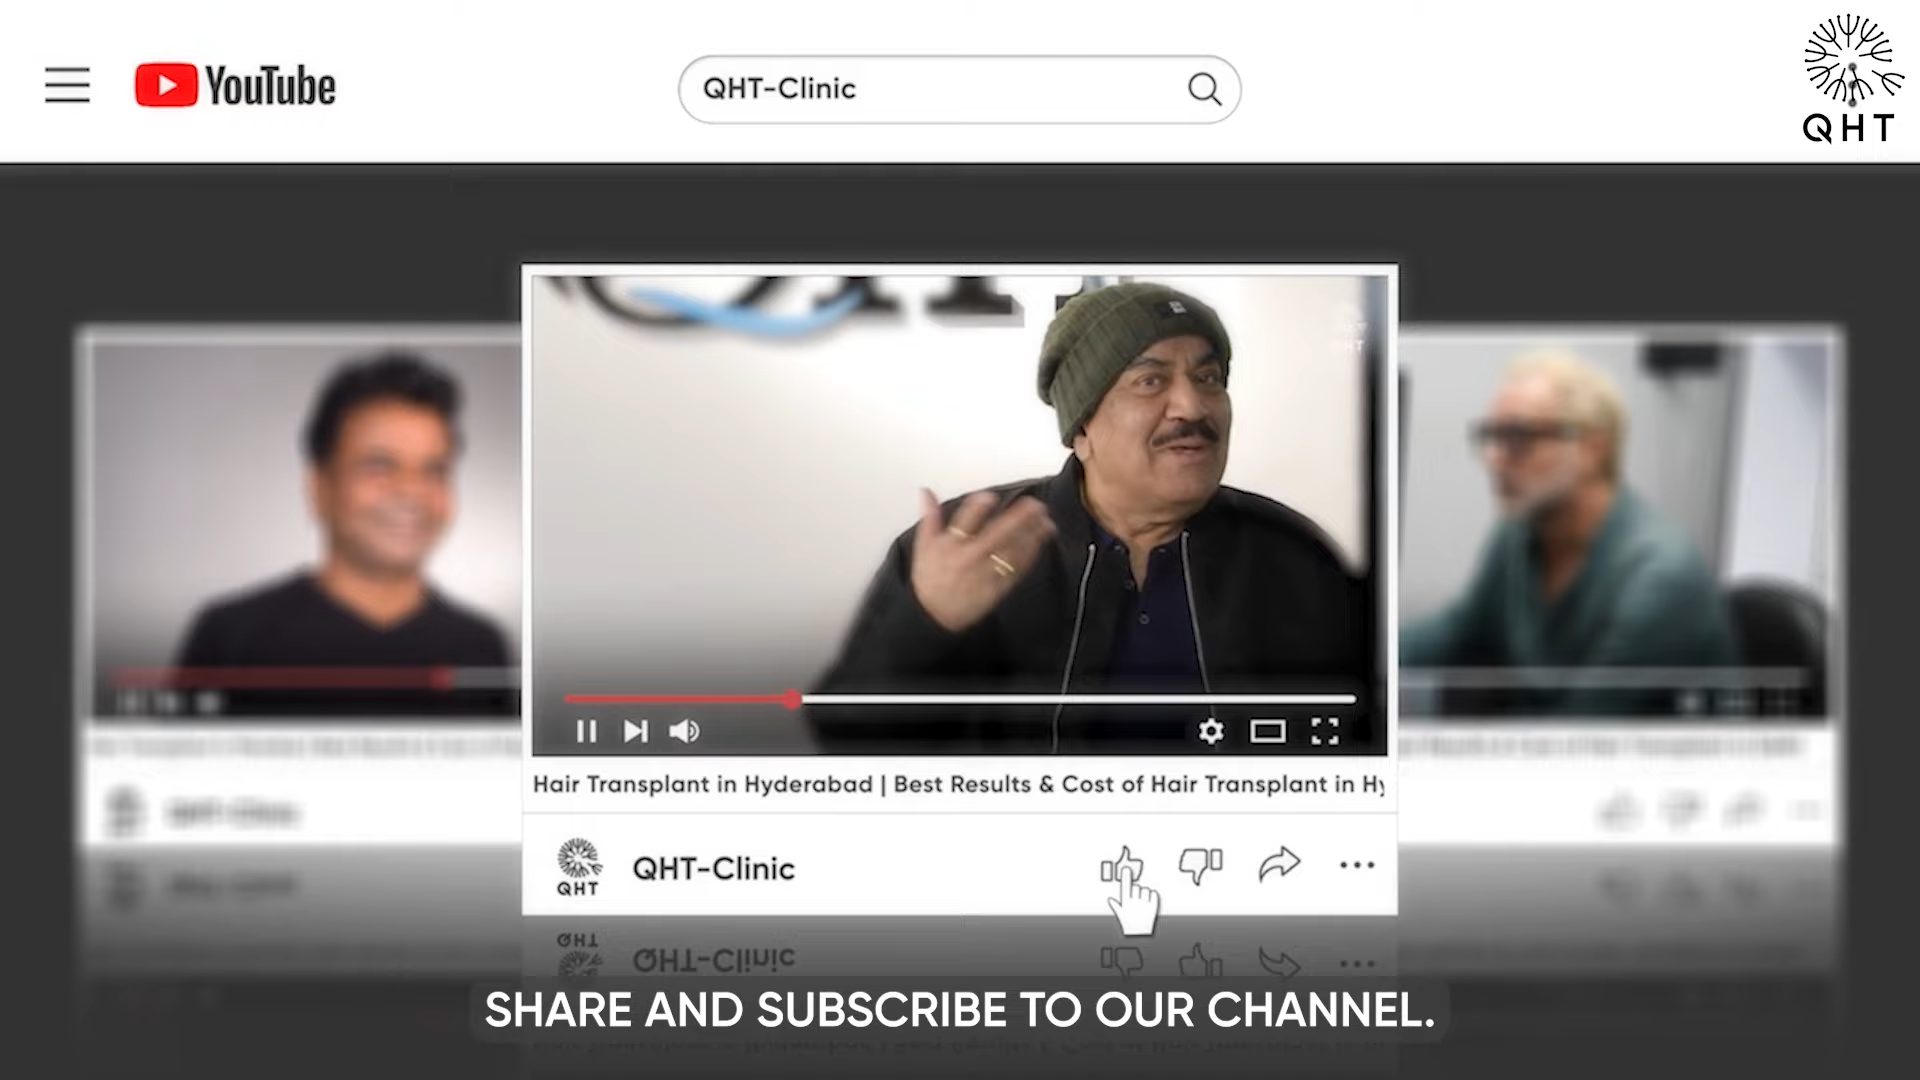 YouTube
QHT-Clinic
QHT
Hair Transplant in Hyderabad | Best Results & Cost of Hair Transplant in Hy
QHT
QHT-Clinic
SHARE AND SUBSCRIBE TO OUR CHANNEL.